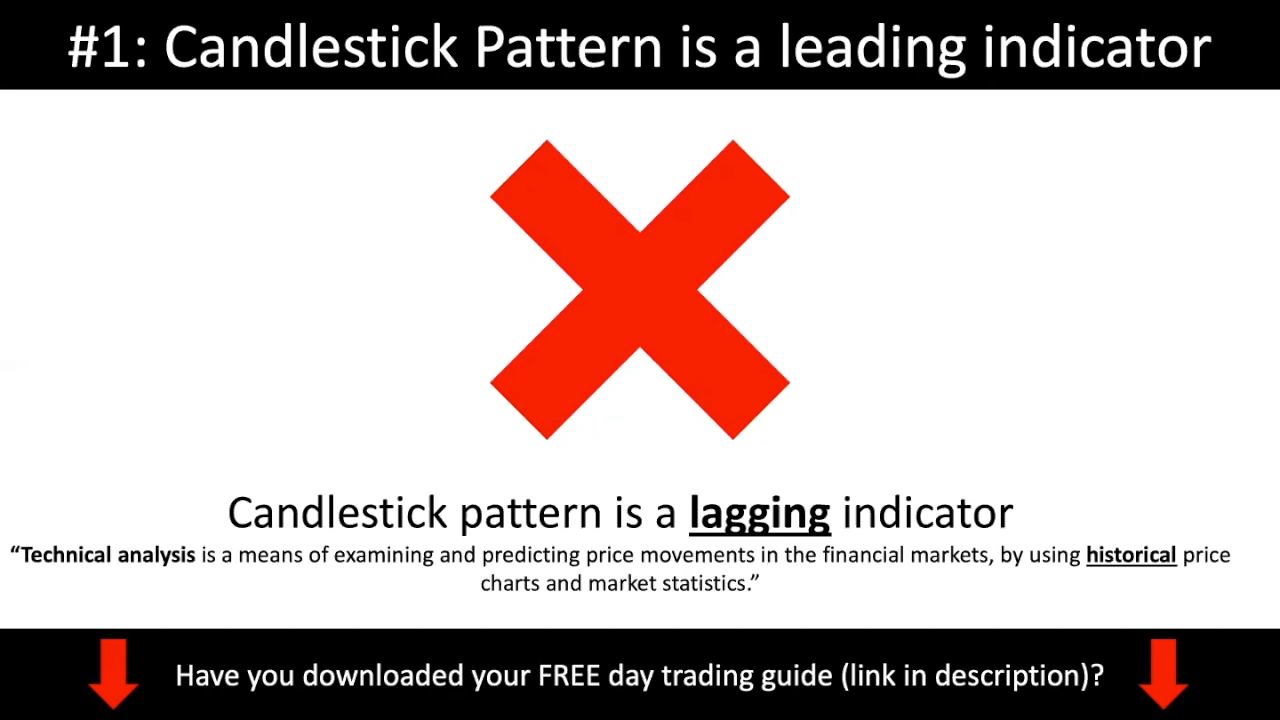 #1: Candlestick Pattern is a leading indicator
Candlestick pattern is a lagging indicator
“Technical analysis is a means of examining and predicting price movements in the financial markets, by using historical price
charts and market statistics.”
Have you downloaded your FREE day trading guide (link in description)?